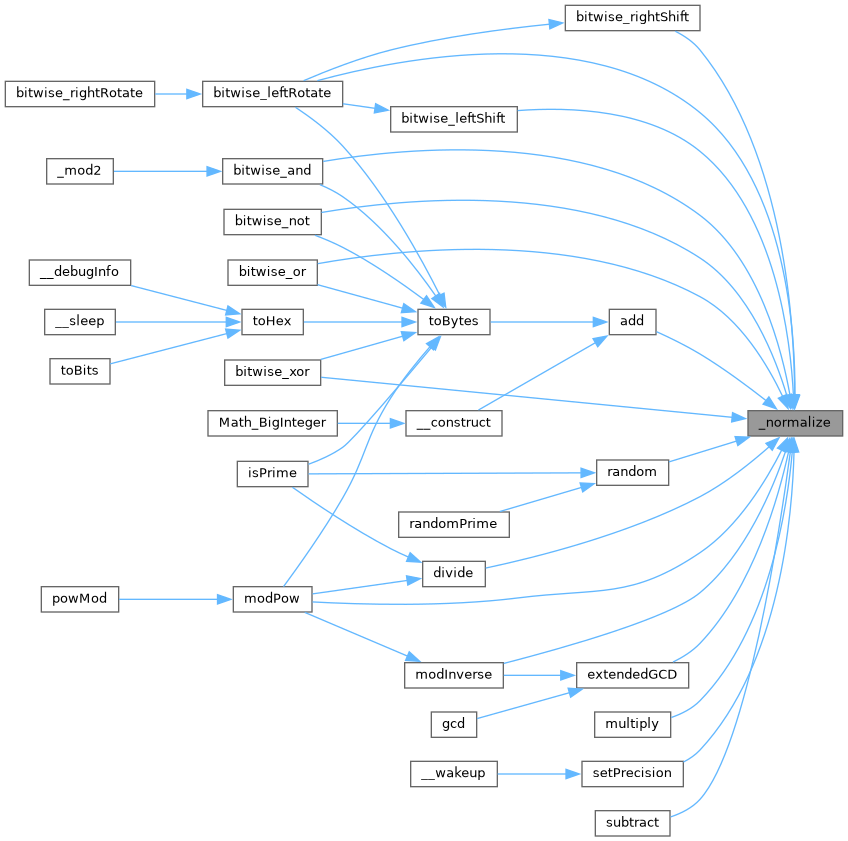 bitwise_rightShift
bitwise_rightRotate
bitwise_leftRotate
bitwise_leftShift
_mod2
bitwise_and
bitwise_not
bitwise_or
__debugInfo
__sleep
toHex
toBytes
add
toBits
bitwise_xor
Math_BigInteger
__construct
_normalize
isPrime
random
randomPrime
divide
powMod
modPow
modInverse
extendedGCD
gcd
multiply
__wakeup
setPrecision
subtract